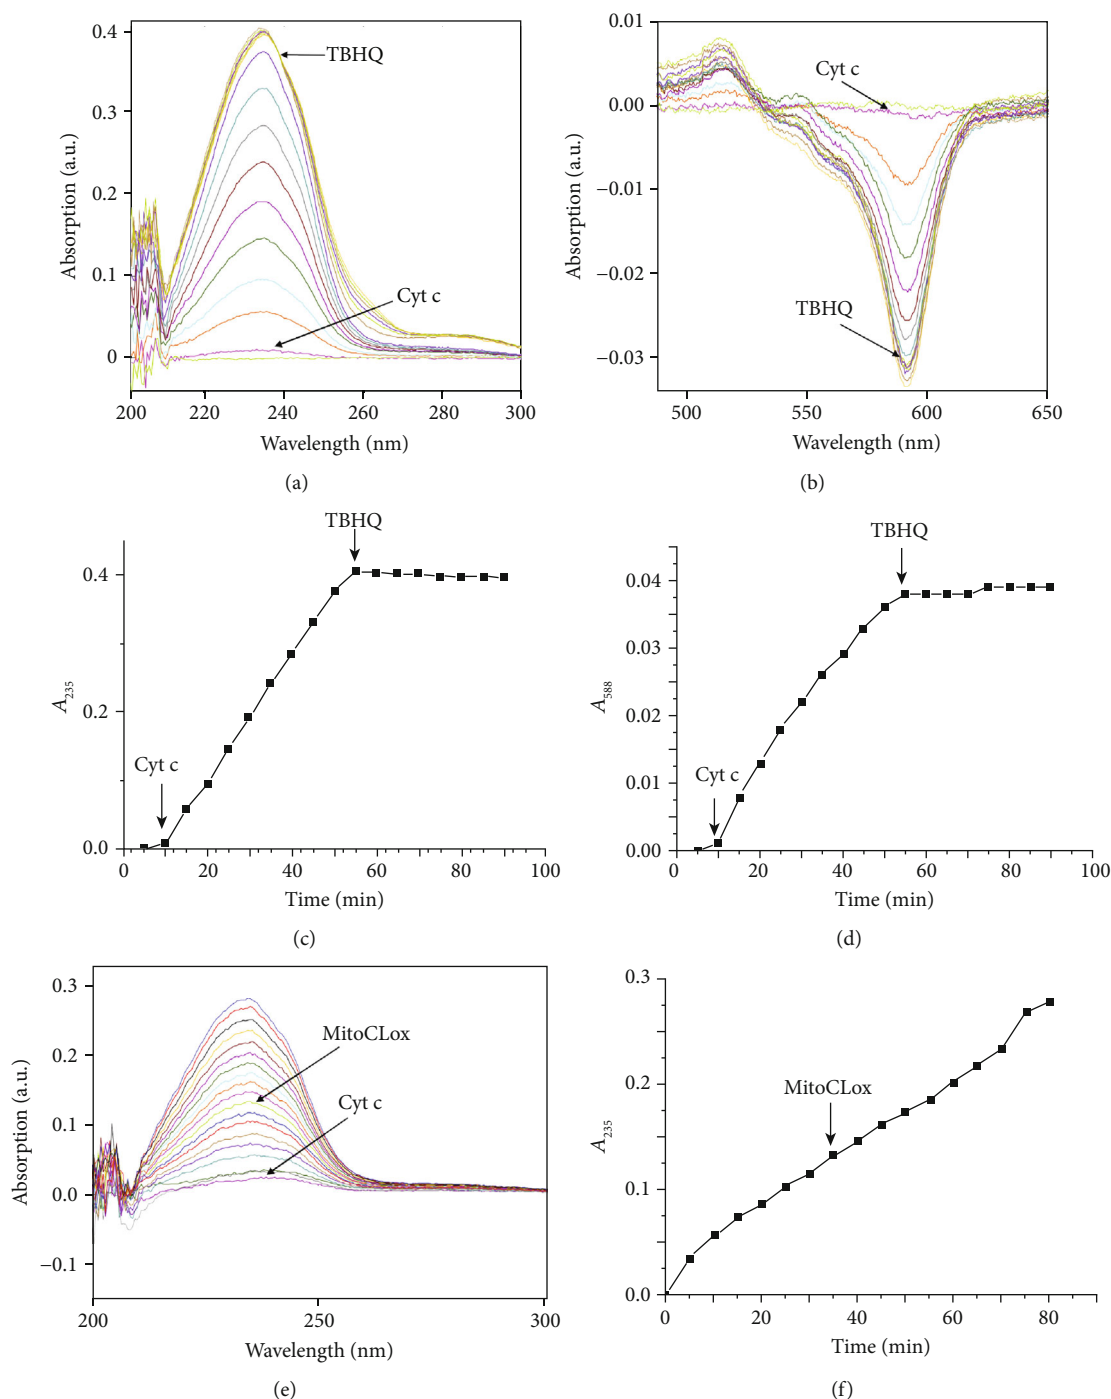 0.4
0.3
0.2
0.1
0
Absorption (a.u.)
TBHQ
Cyt c
200 220 240 260 280 300
Wavelength (nm)
(a)
0.01
0.00
−0.01
−0.02
−0.03
Absorption (a.u.)
Cyt c
TBHQ
500 550 600 650
Wavelength (nm)
(b)
TBHQ
0.4
0.2
0.0
A235
Cyt c
0 20 40 60 80 100
Time (min)
(c)
TBHQ
0.04
0.03
0.02
0.01
0.00
A588
Cyt c
0 20 40 60 80 100
Time (min)
(d)
0.3
0.2
0.1
0.0
−0.1
Absorption (a.u.)
MitoCLox
Cyt c
200 250 300
Wavelength (nm)
(e)
0.3
0.2
0.1
0.0
A235
MitoCLox
0 20 40 60 80
Time (min)
(f)